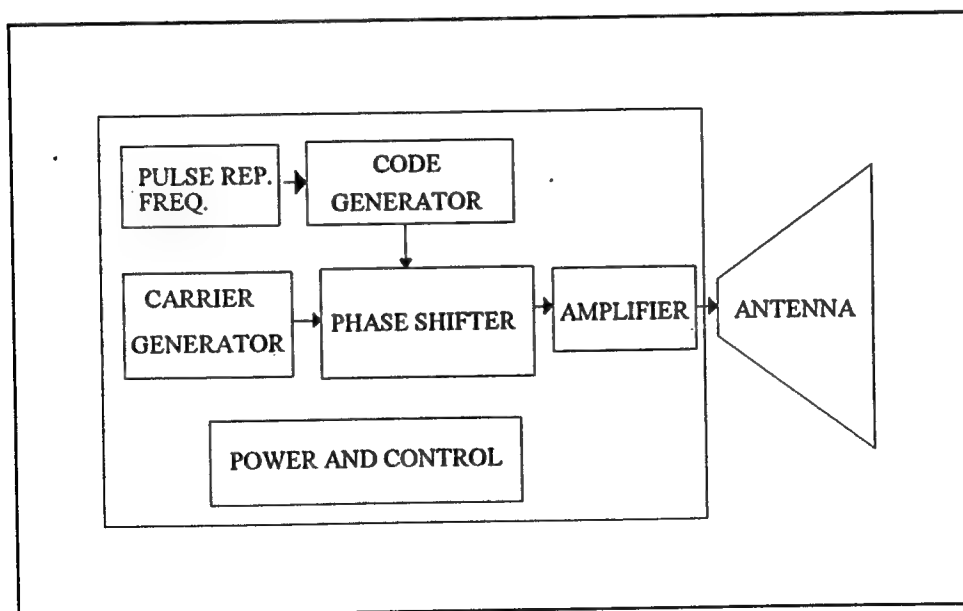 PULSE REP.
FREQ.
CODE
GENERATOR
CARRIER
GENERATOR
PHASE SHIFTER
AMPLIFIER
ANTENNA
POWER AND CONTROL